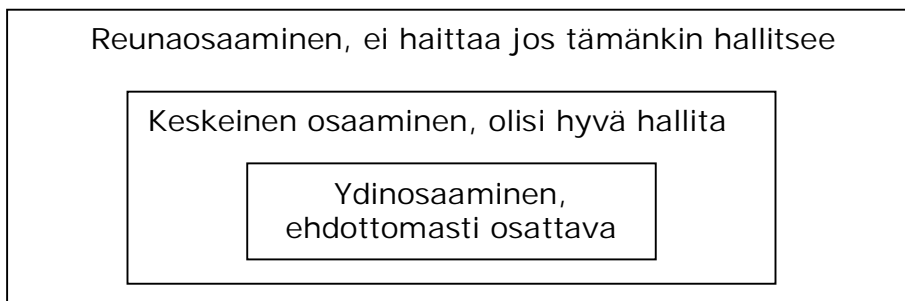 Reunaosaaminen, ei haittaa jos tämänkin hallitsee
Keskeinen osaaminen, olisi hyvä hallita
Ydinosaaminen,
ehdottomasti osattava